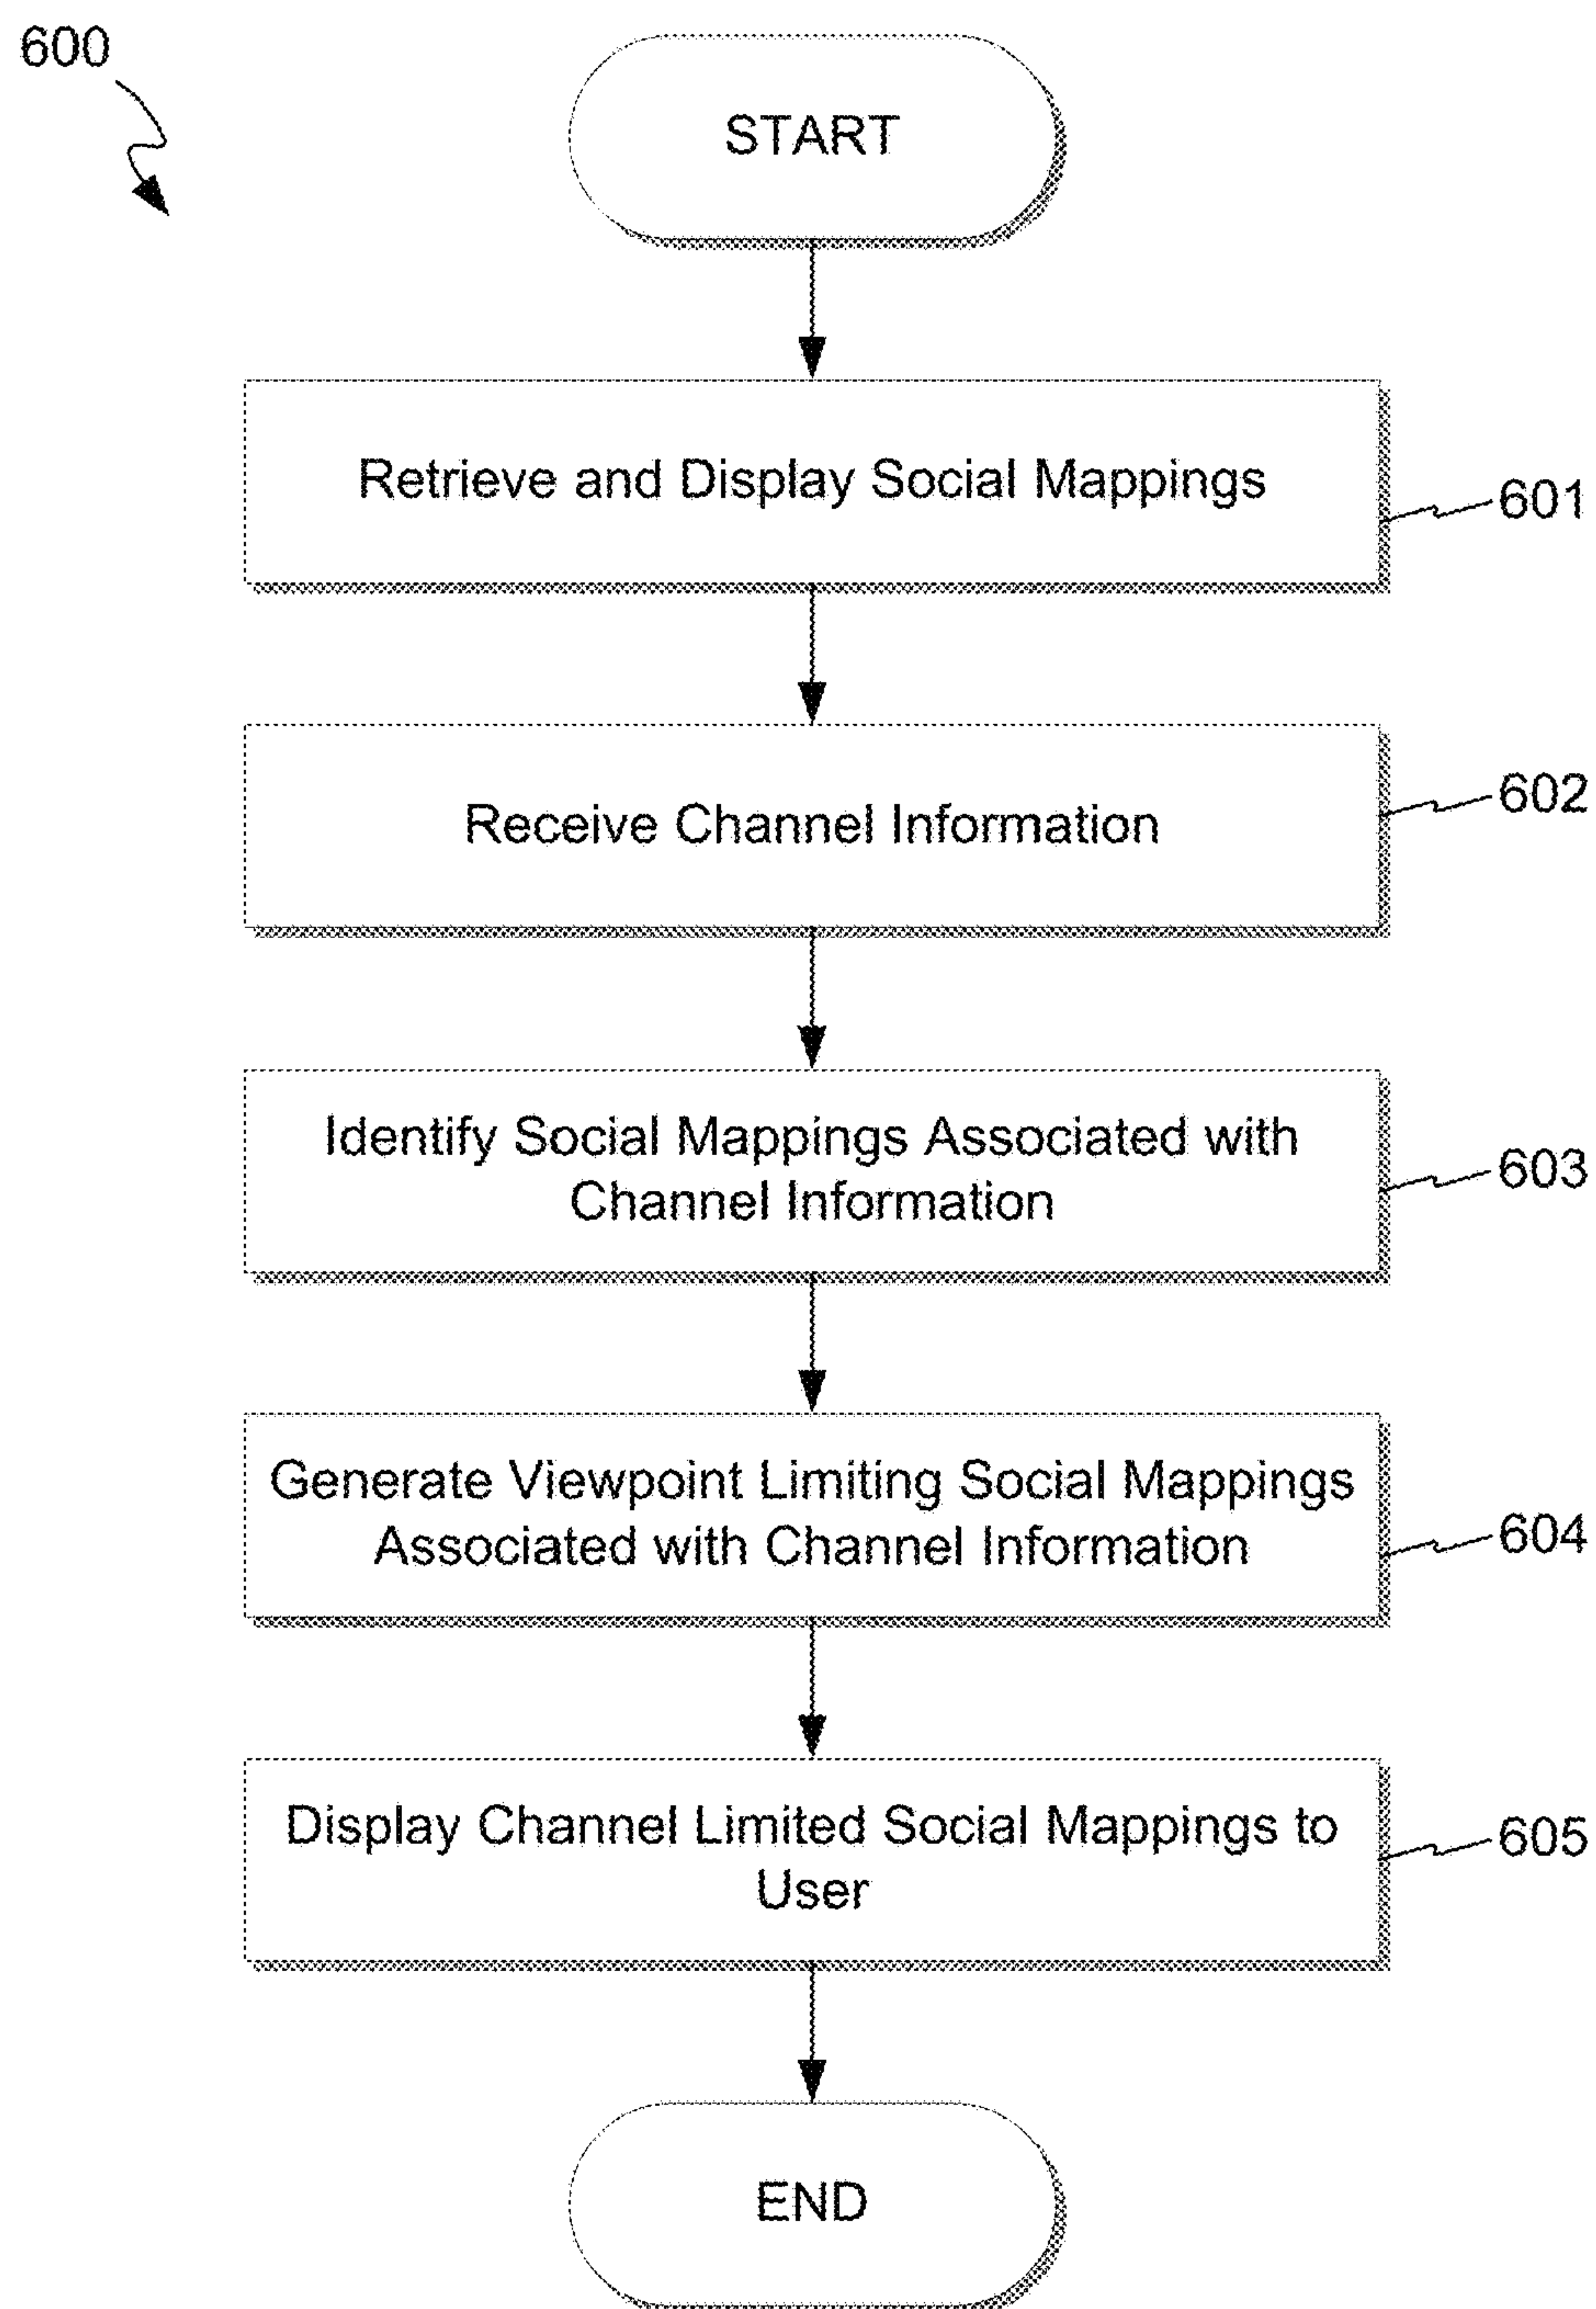 600
START
Retrieve and Display Social Mappings
601
Receive Channel Information
602
Identify Social Mappings Associated with
Channel Information
603
Generate Viewpoint Limiting Social Mappings
Associated with Channel Information
604
Display Channel Limited Social Mappings to
User
605
END